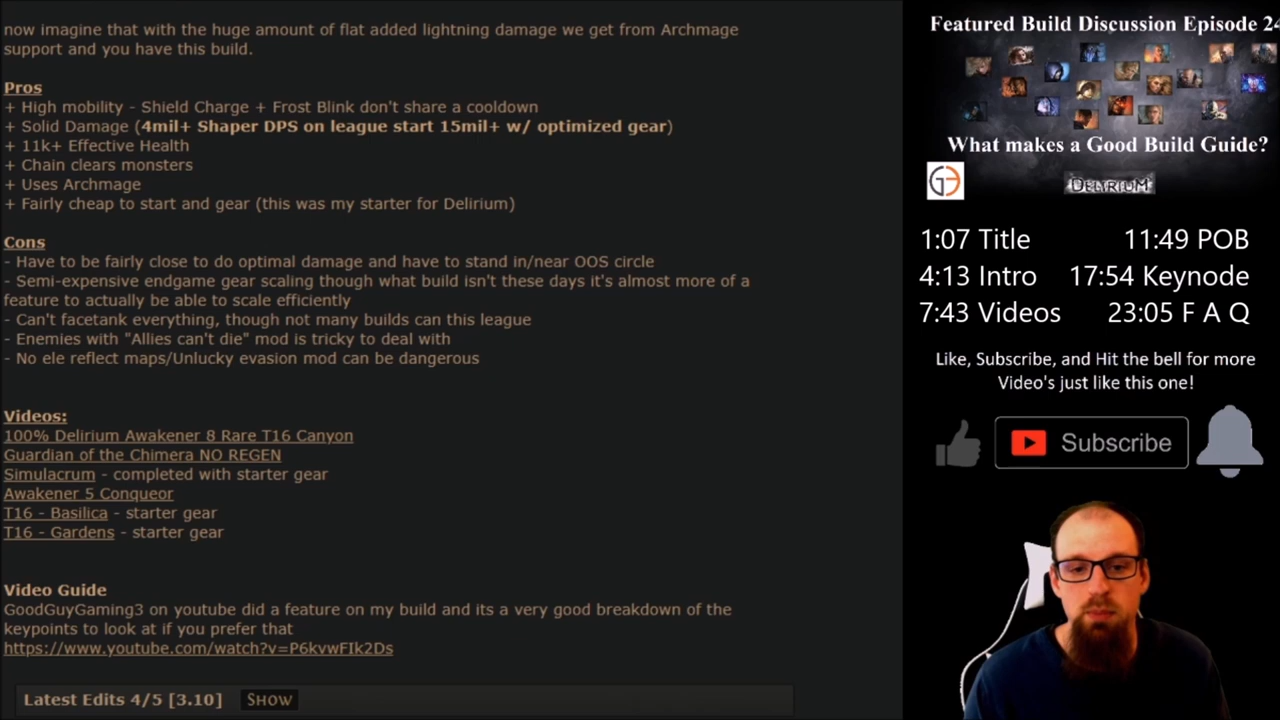 now imagine that with the huge amount of flat added lightning damage we get from Archmage
support and you have this build.
Pros
+ High mobility - Shield Charge + Frost Blink don't share a cooldown
+ Solid Damage (4mil+ Shaper DPS on league start 15mil+ w/ optimized gear)
+ 11k+ Effective Health
+ Chain clears monsters
+ Uses Archmage
+ Fairly cheap to start and gear (this was my starter for Delirium)
Cons
- Have to be fairly close to do optimal damage and have to stand in/near OOS circle
- Semi-expensive endgame gear scaling though what build isn't these days it's almost more of a
feature to actually be able to scale efficiently
- Can't facetank everything, though not many builds can this league
- Enemies with "Allies can't die" mod is tricky to deal with
- No ele reflect maps/Unlucky evasion mod can be dangerous
Videos:
100% Delirium Awakener 8 Rare T16 Canyon
Guardian of the Chimera NO REGEN
Simulacrum - completed with starter gear
Awakener 5 Conqueor
T16 - Basilica - starter gear
T16 - Gardens - starter gear
Video Guide
GoodGuyGaming3 on youtube did a feature on my build and its a very good breakdown of the
keypoints to look at if you prefer that
https://www.youtube.com/watch?v=P6kvwFIk2Ds
Latest Edits 4/5 [3.10] SHOW
Featured Build Discussion Episode 24
What makes a Good Build Guide?
G3
DELIRIUM
1:07 Title 11:49 POB
4:13 Intro 17:54 Keynode
7:43 Videos 23:05 F A Q
Like, Subscribe, and Hit the bell for more
Video's just like this one!
Subscribe